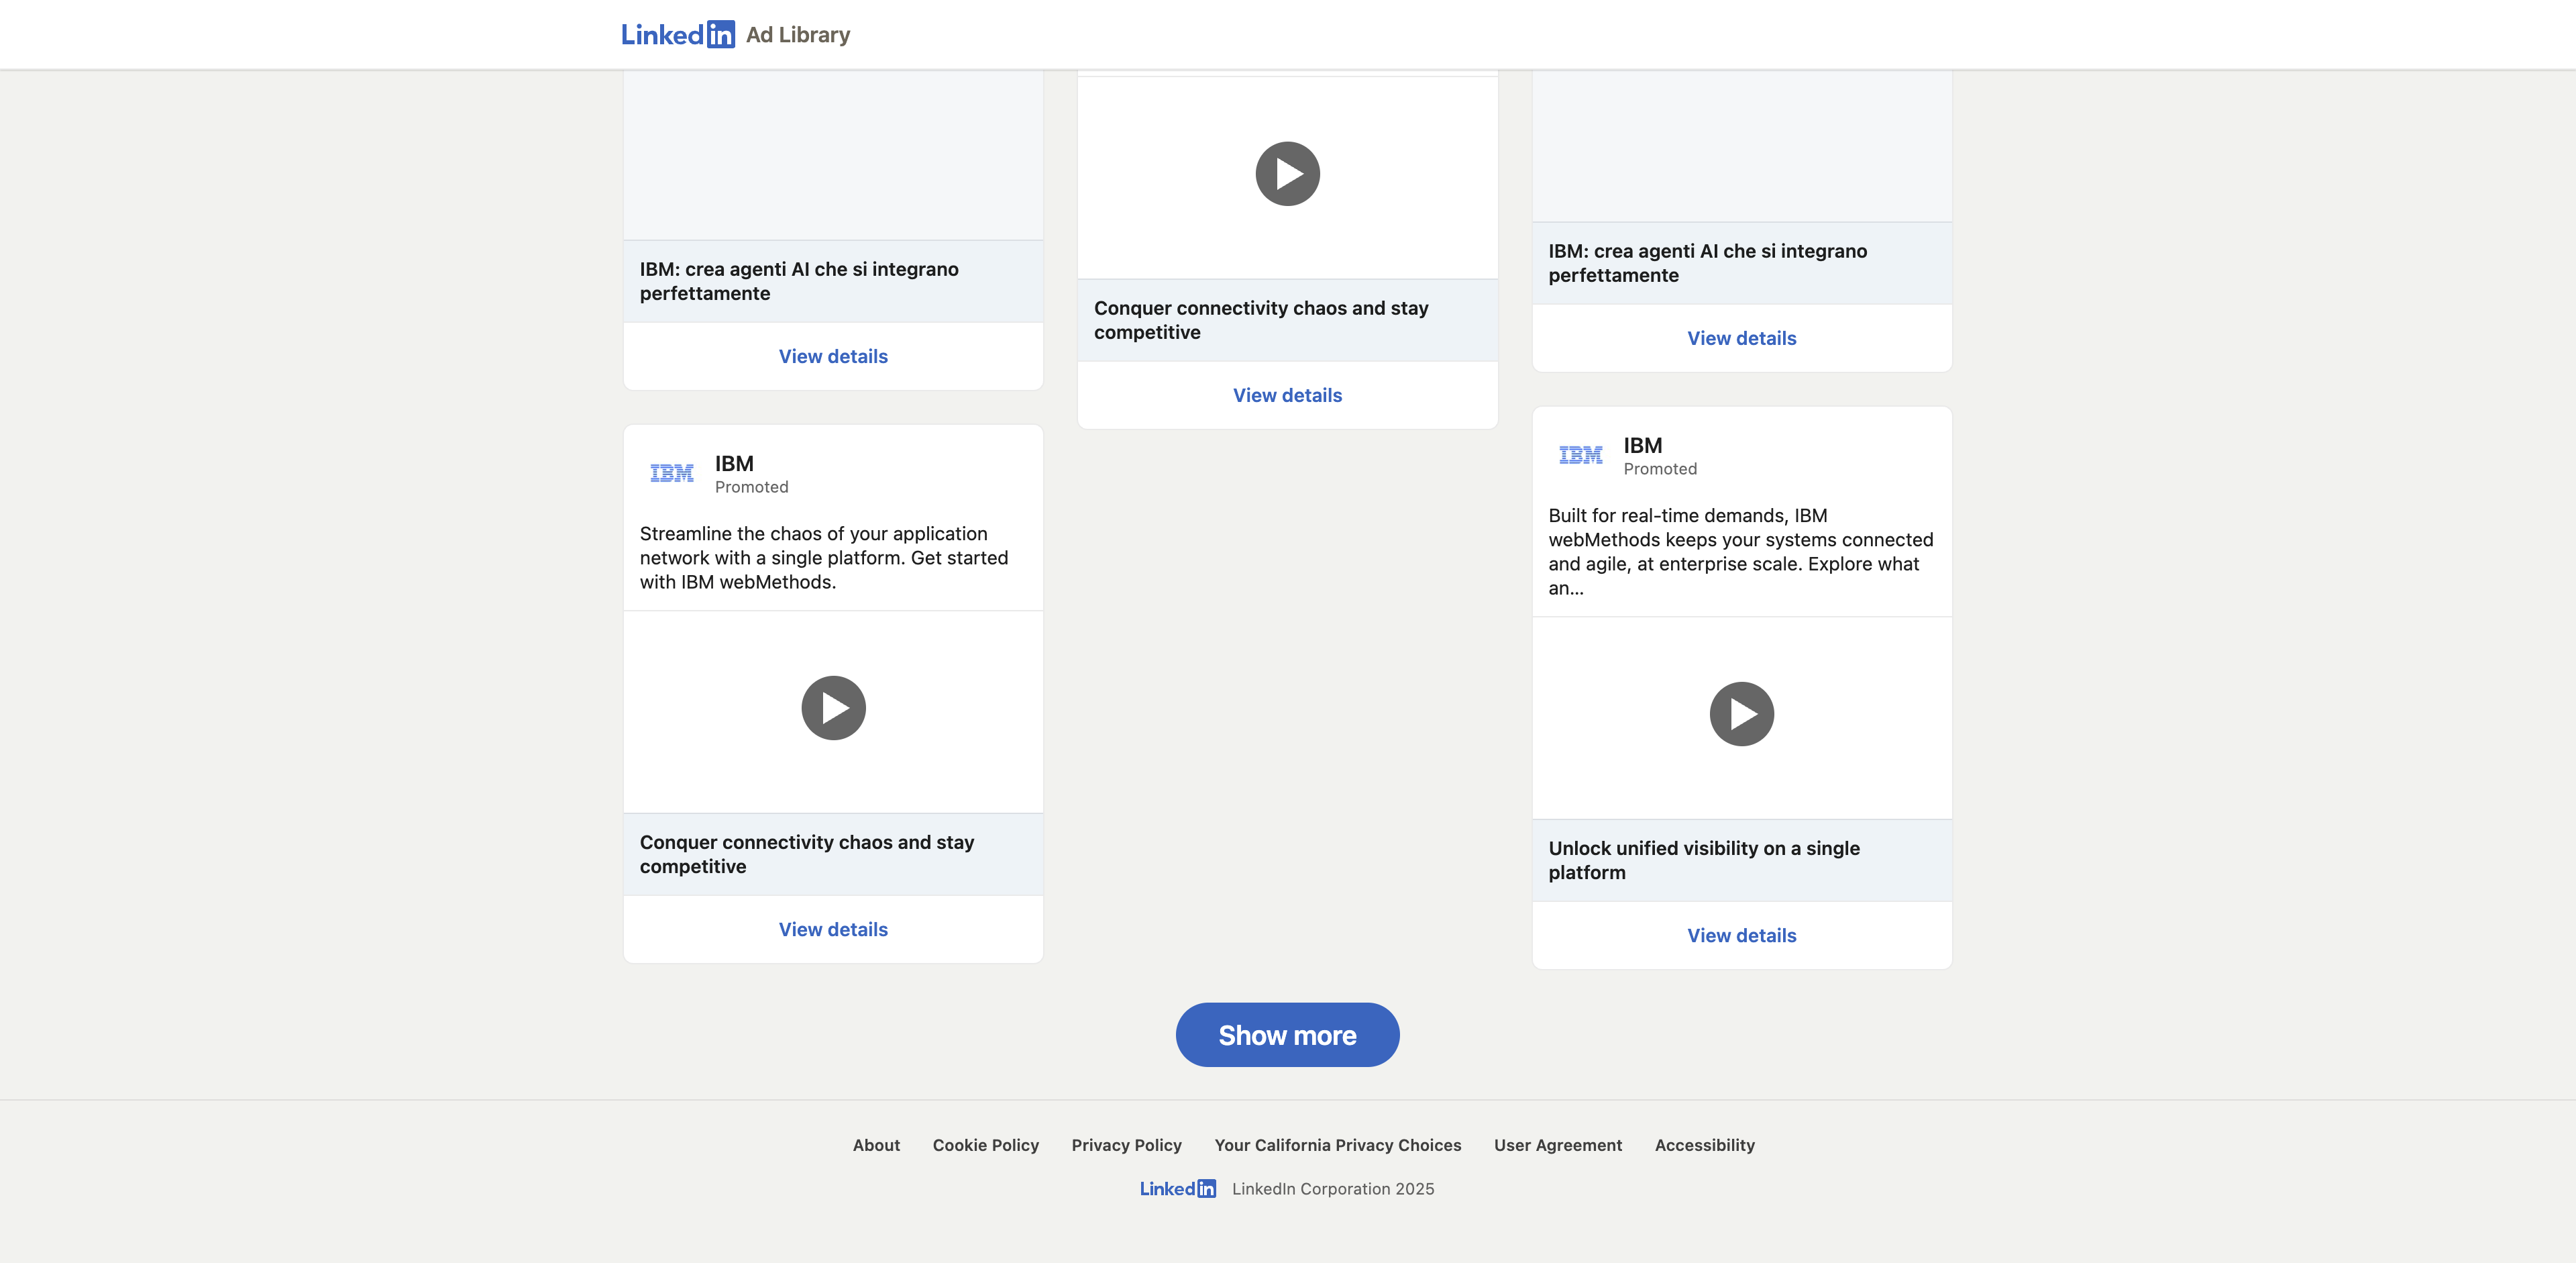 LinkedIn Ad Library
IBM: crea agenti AI che si integrano
perfettamente
View details
IBM
IBM
Promoted
Streamline the chaos of your application
network with a single platform. Get started
with IBM webMethods.
Conquer connectivity chaos and stay
competitive
View details
Conquer connectivity chaos and stay
competitive
View details
IBM: crea agenti AI che si integrano
perfettamente
View details
IBM
IBM
Promoted
Built for real-time demands, IBM
webMethods keeps your systems connected
and agile, at enterprise scale. Explore what
an...
Unlock unified visibility on a single
platform
View details
Show more
About Cookie Policy Privacy Policy Your California Privacy Choices User Agreement Accessibility
LinkedIn LinkedIn Corporation 2025